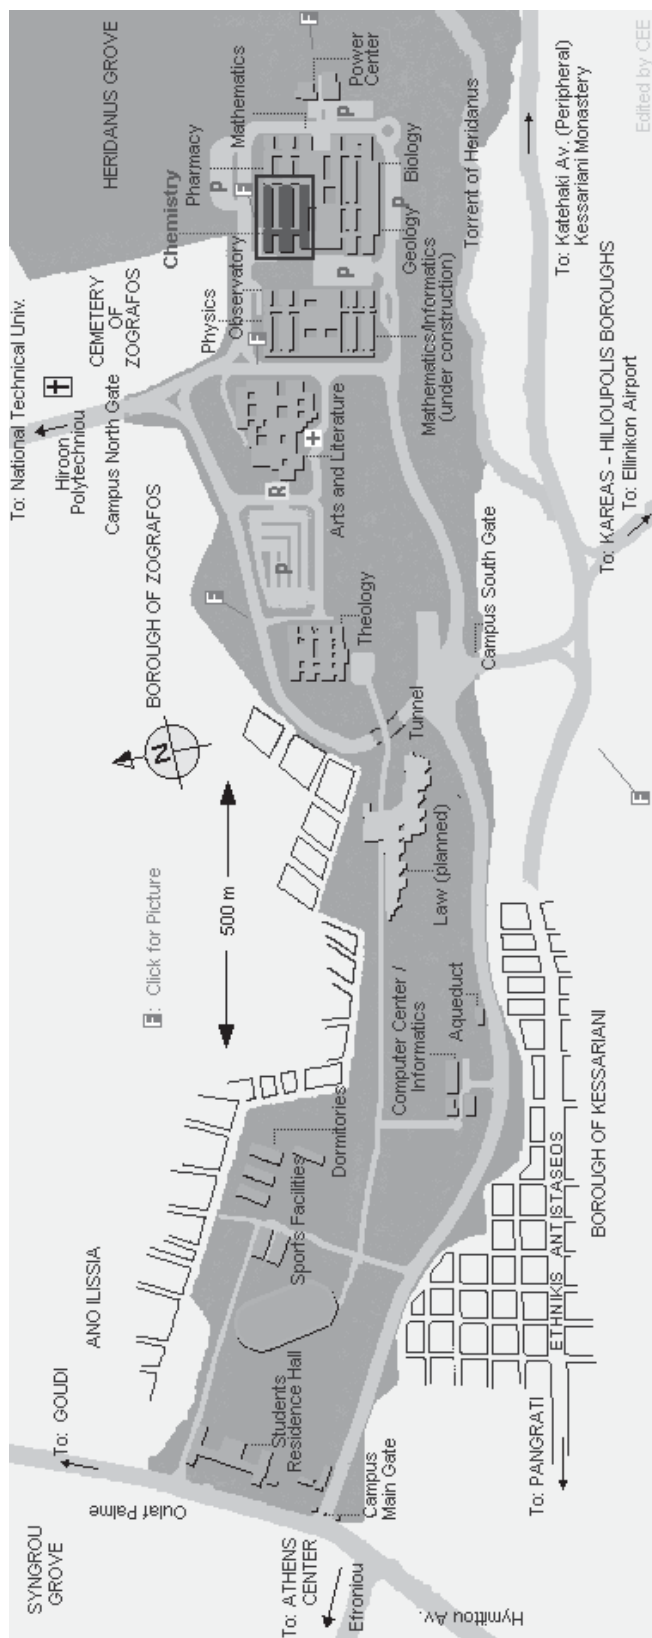 SYNGROU
GROVE
To: GOUDI
ANO ILISSIA
F: Click for Picture
500 m
N
BOROUGH OF ZOGRAFOS
To: National Technical Univ.
Hiroon
Polytechniou
Campus North Gate
CEMETERY
OF
ZOGRAFOS
HERIDANUS GROVE
Oulaf Palme
Students
Residence Hall
Sports Facilities
Dormitories
Computer Center /
Informatics
Aqueduct
Law (planned)
Tunnel
Theology
F
P
R
Arts and Literature
Physics
Observatory
F
Chemistry
Pharmacy
P
F
Mathematics
Power
Center
F
P
P
P
Geology
Biology
Mathematics/Informatics
(under construction)
Torrent of Heridanus
Campus South Gate
To: ATHENS
CENTER
Efroniou
Campus
Main Gate
Hymittou Av.
To: PANGRATI
ETHNIKIS ANTISTASEOS
BOROUGH OF KESSARIANI
F
To: KAREAS - HILIOUPOLIS BOROUGHS
To: Ellinikon Airport
To: Katehaki Av. (Peripheral)
Kessariani Monastery
Edited by CEE